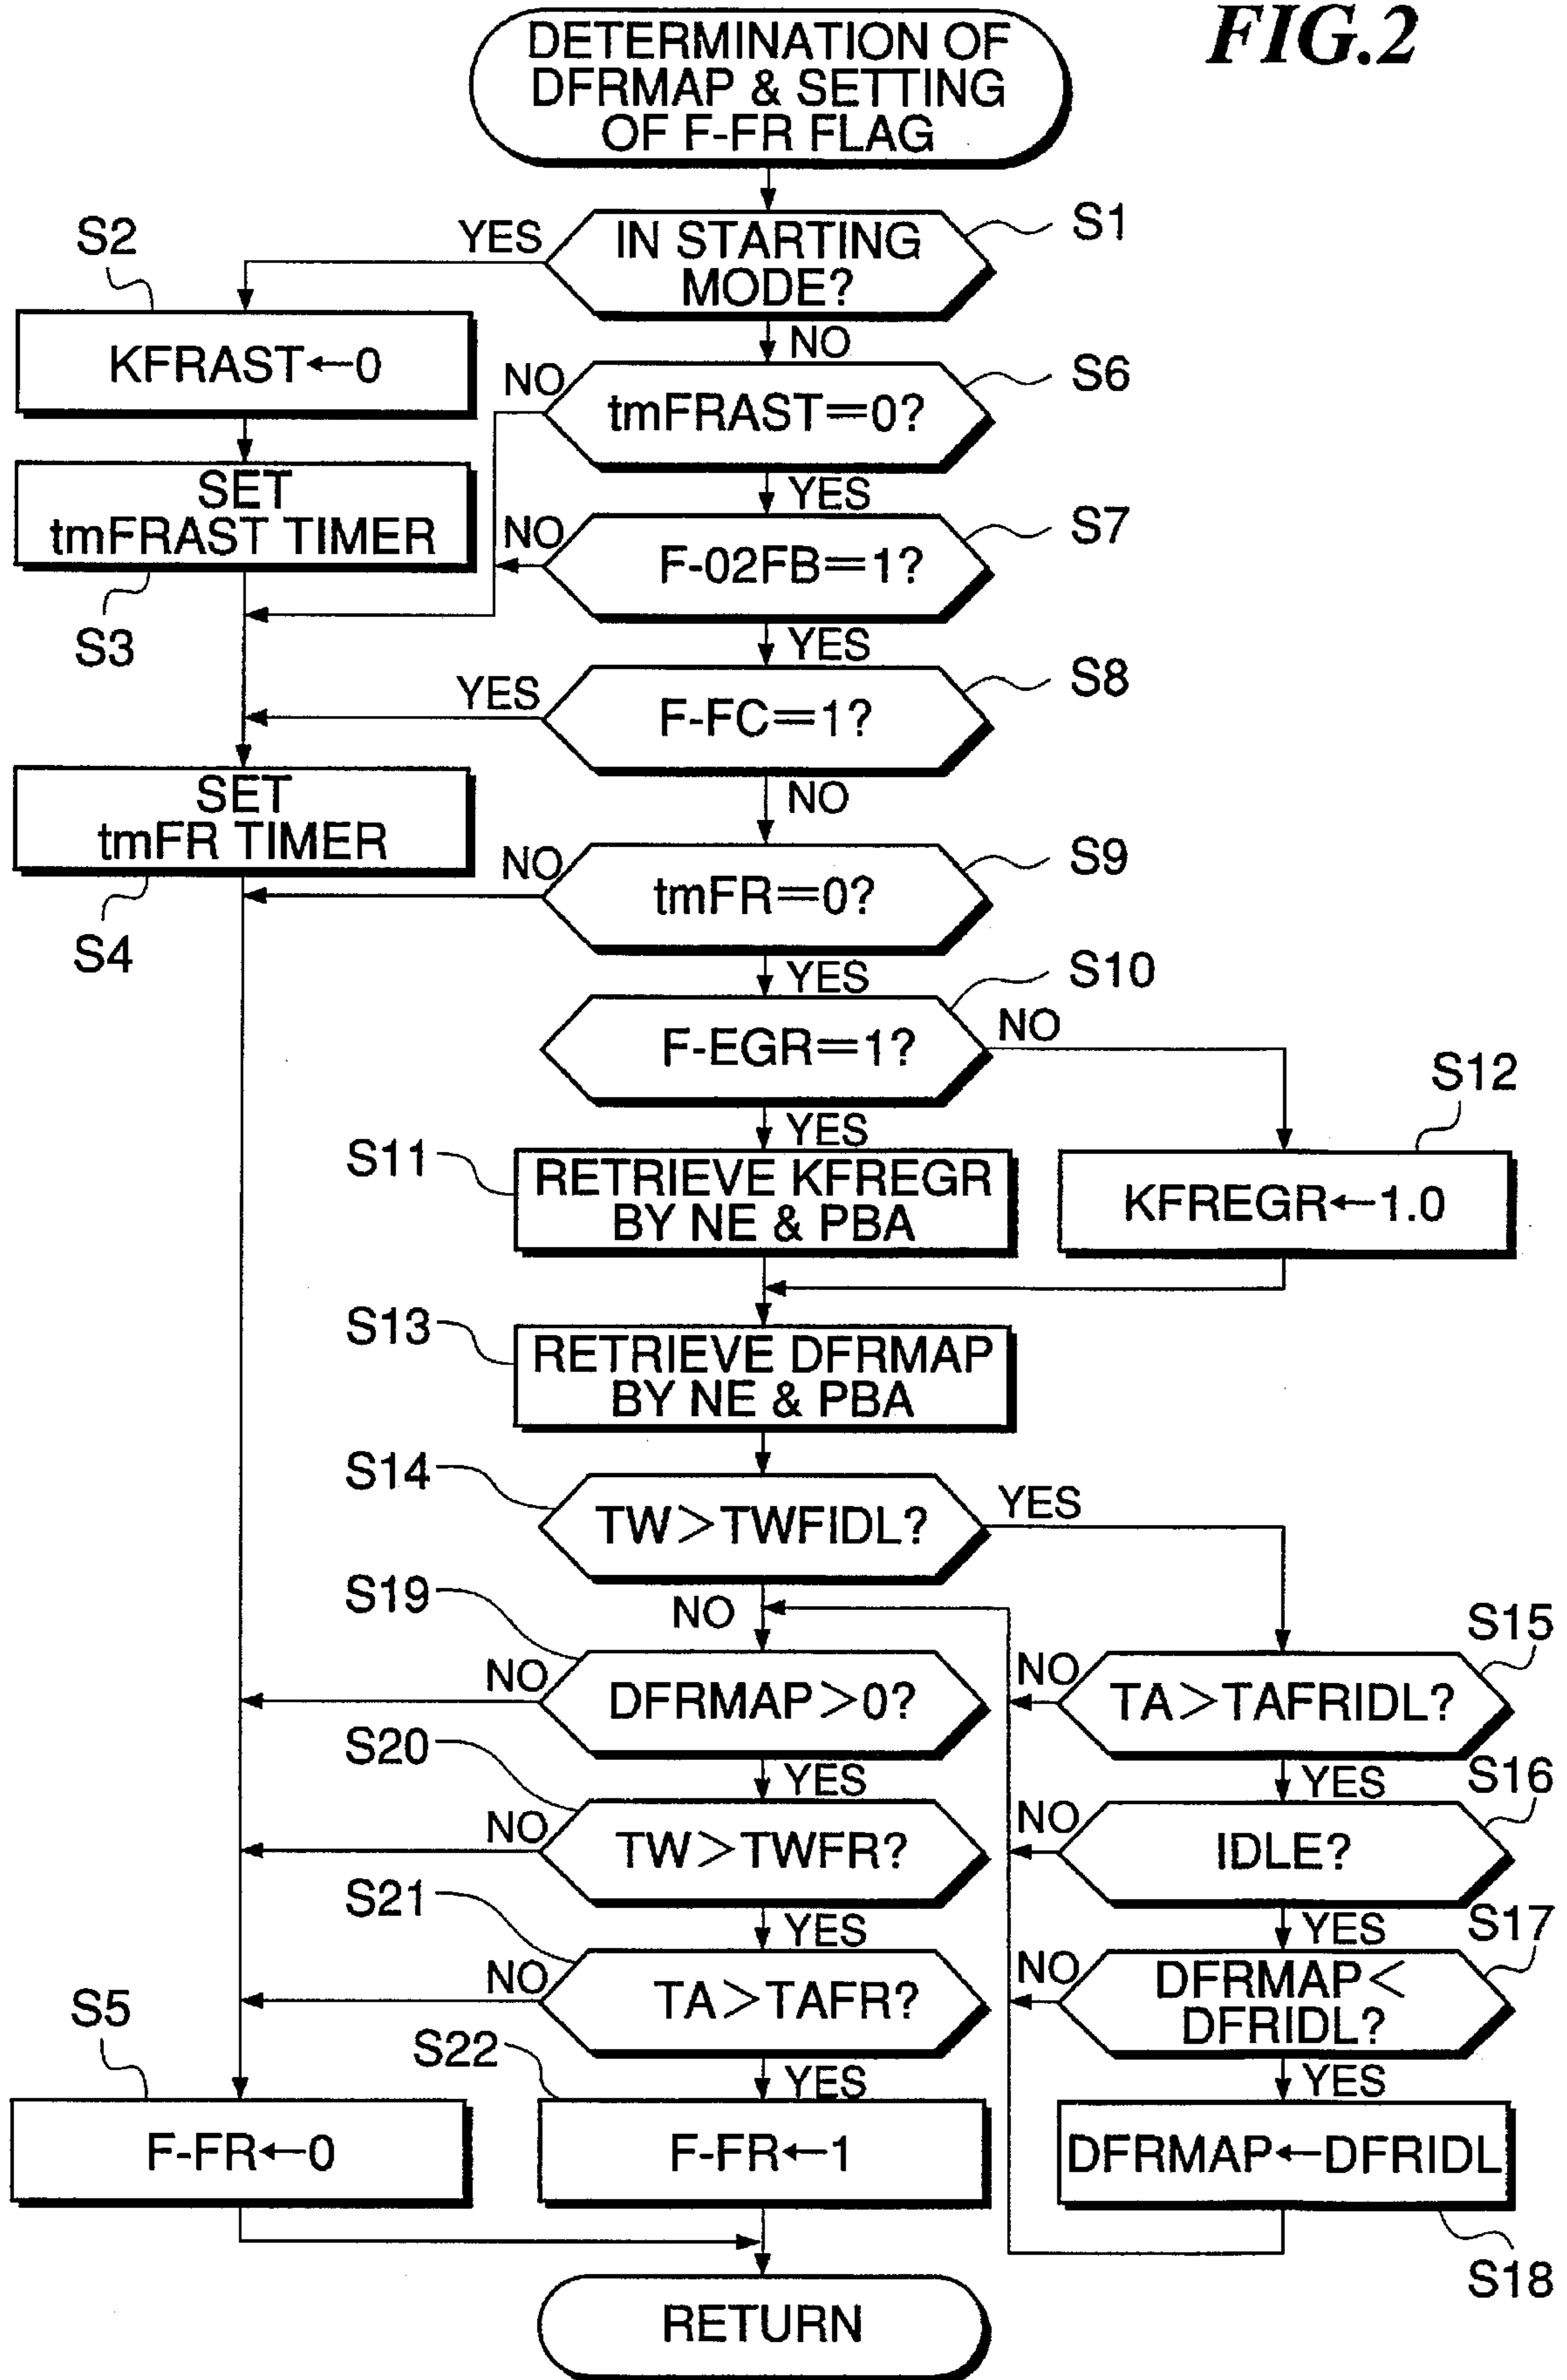 FIG.2
DETERMINATION OF
DFRMAP & SETTING
OF F-FR FLAG
S1
IN STARTING
MODE?
YES
NO
S2
KFRAST←0
SET
tmFRAST TIMER
S3
S6
tmFRAST=0?
NO
YES
S7
F-02FB=1?
NO
YES
S8
F-FC=1?
YES
NO
SET
tmFR TIMER
S4
S9
tmFR=0?
NO
YES
S10
F-EGR=1?
NO
YES
S11
RETRIEVE KFREGR
BY NE & PBA
S12
KFREGR←1.0
S13
RETRIEVE DFRMAP
BY NE & PBA
S14
TW>TWFIDL?
YES
NO
S19
DFRMAP>0?
NO
YES
S15
TA>TAFRIDL?
NO
YES
S20
TW>TWFR?
NO
YES
S16
IDLE?
NO
YES
S21
TA>TAFR?
NO
YES
S17
DFRMAP<
DFRIDL?
NO
YES
S5
F-FR←0
S22
F-FR←1
DFRMAP←DFRIDL
S18
RETURN